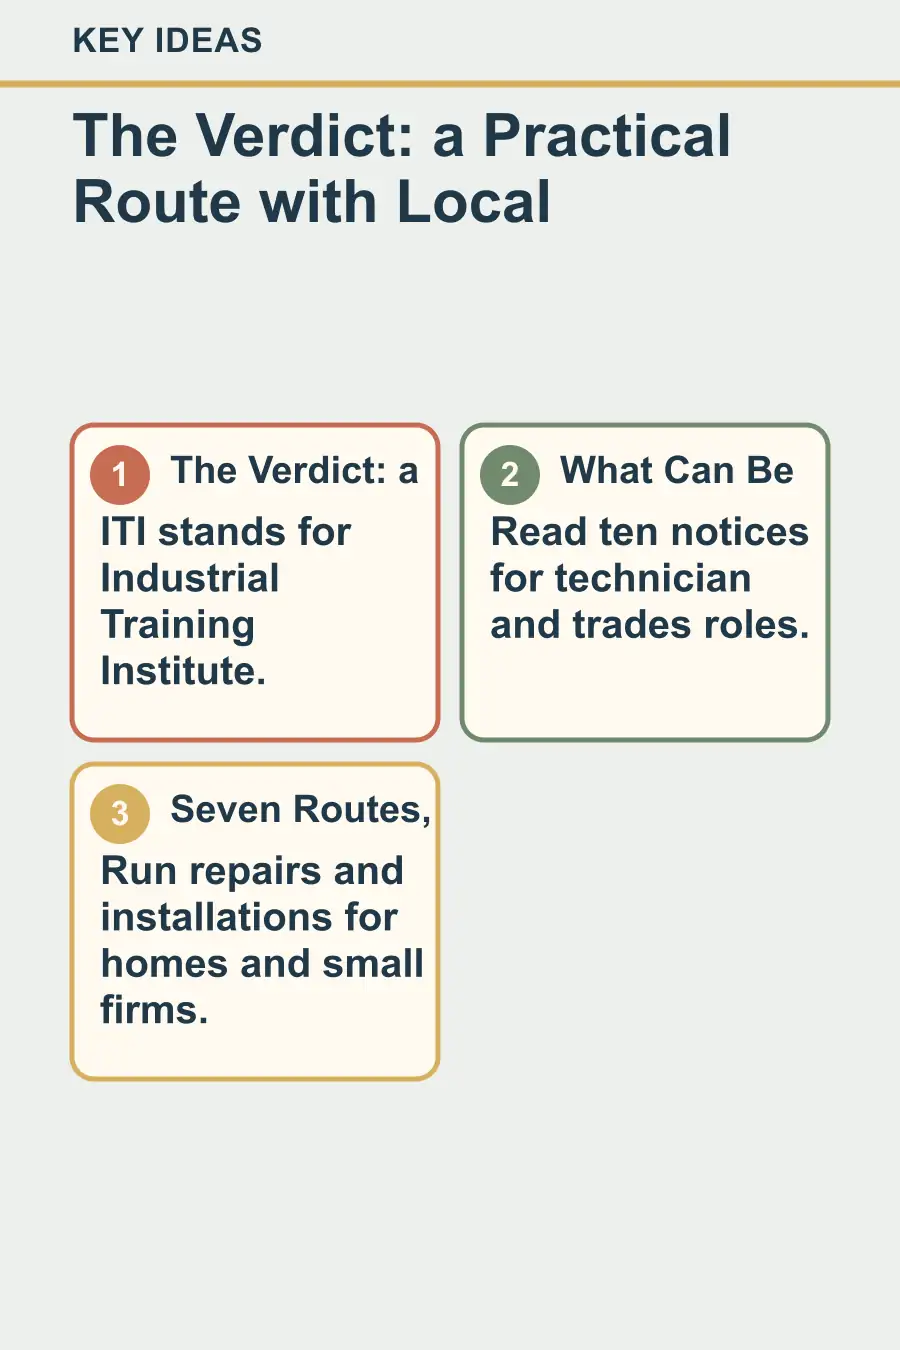 KEY IDEAS
The Verdict: a Practical
Route with Local
1 The Verdict: a
ITI stands for
Industrial
Training
Institute.
2 What Can Be
Read ten notices
for technician
and trades roles.
3 Seven Routes,
Run repairs and
installations for
homes and small
firms.